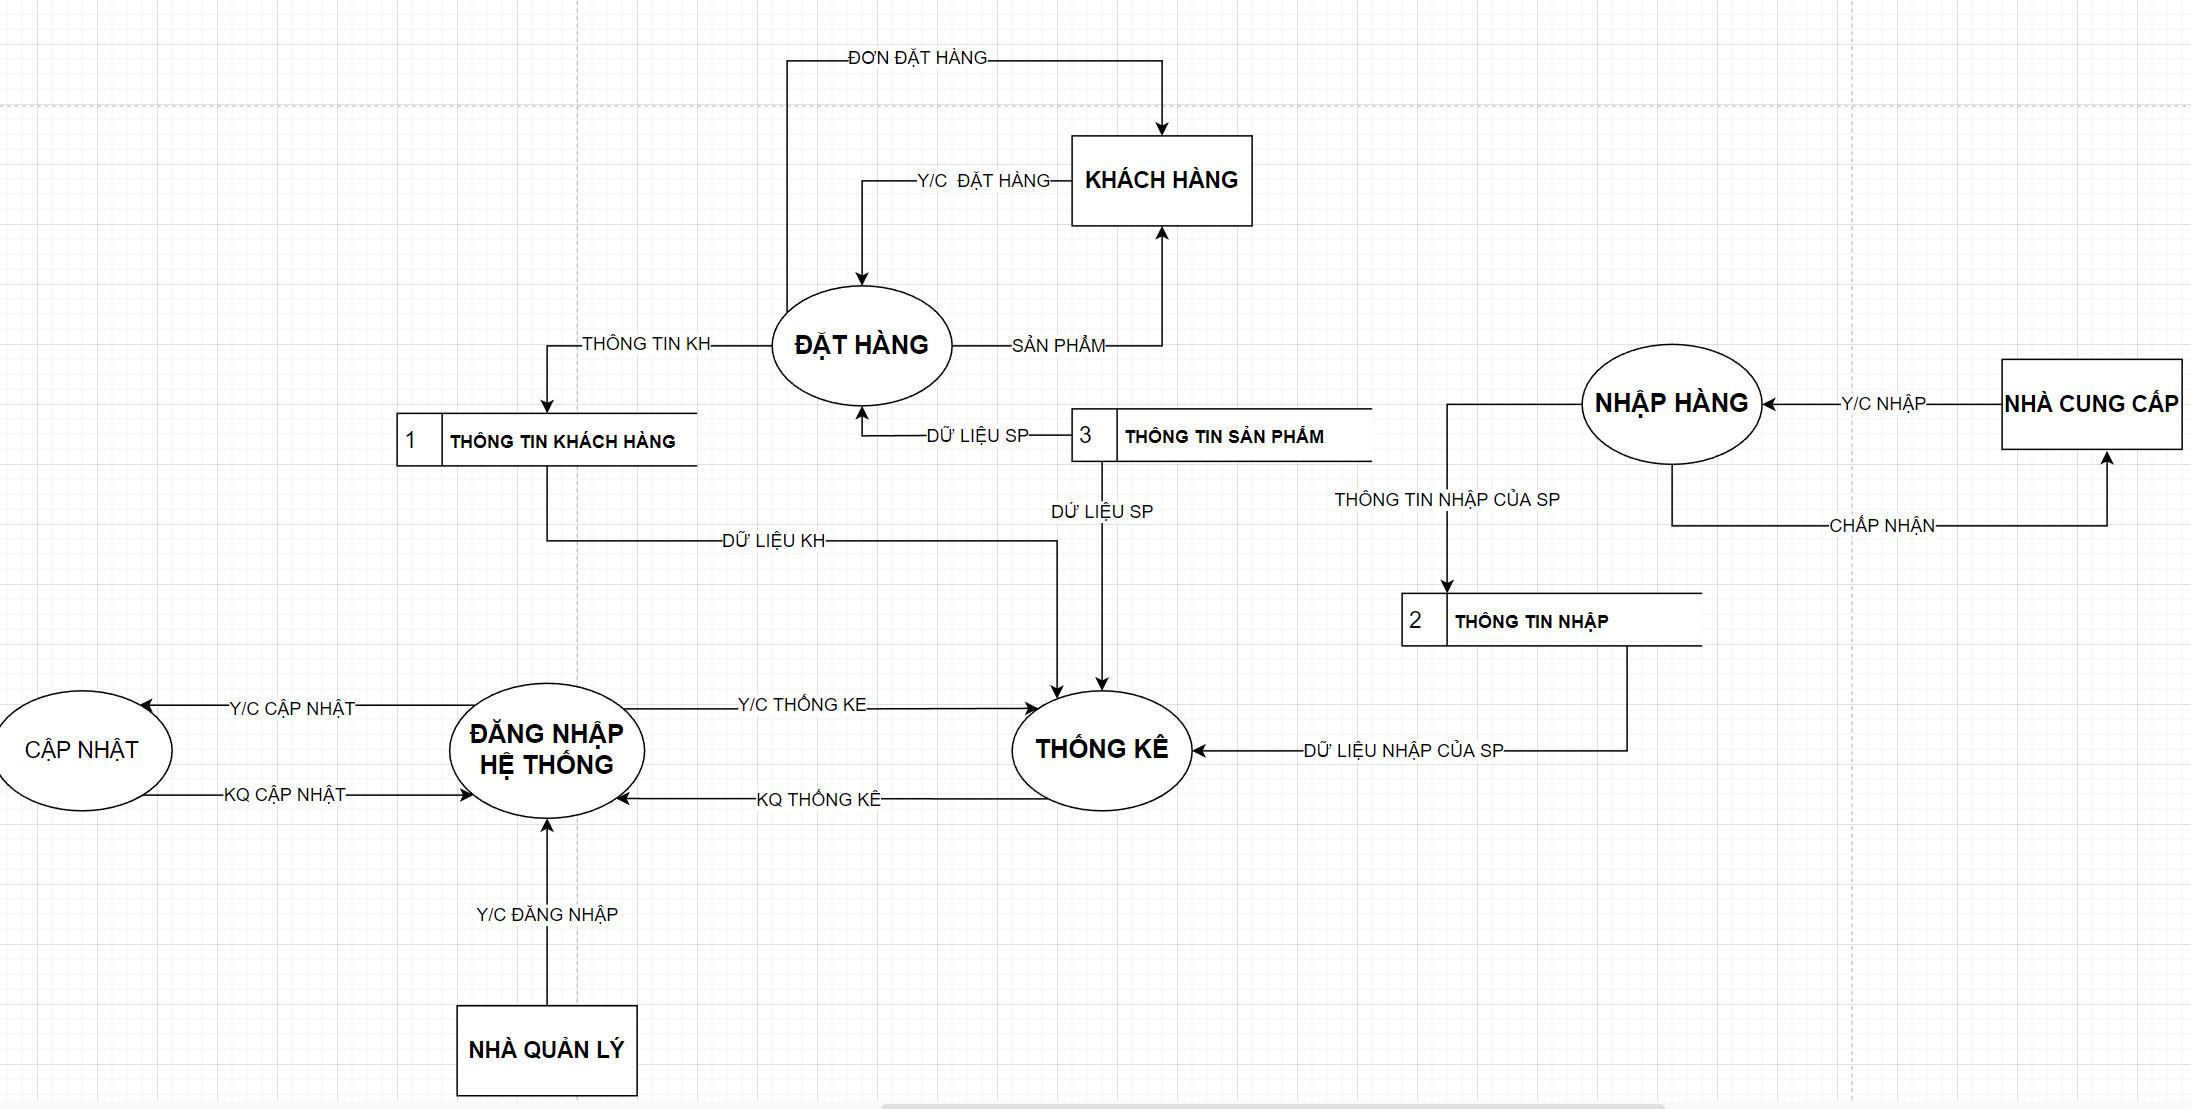 ĐƠN ĐẶT HÀNG
KHÁCH HÀNG
Y/C ĐẶT HÀNG
ĐẶT HÀNG
THÔNG TIN KH
SẢN PHẨM
NHẬP HÀNG
Y/C NHẬP
NHÀ CUNG CẤP
1
THÔNG TIN KHÁCH HÀNG
DỮ LIỆU SP
3
THÔNG TIN SẢN PHẨM
THÔNG TIN NHẬP CỦA SP
DỨ LIỆU SP
CHẤP NHẬN
DỮ LIỆU KH
2
THÔNG TIN NHẬP
Y/C CẬP NHẬT
Y/C THỐNG KE
CẬP NHẬT
ĐĂNG NHẬP
HỆ THỐNG
THỐNG KÊ
DỮ LIỆU NHẬP CỦA SP
KQ CẬP NHẬT
KQ THỐNG KÊ
Y/C ĐĂNG NHẬP
NHÀ QUẢN LÝ